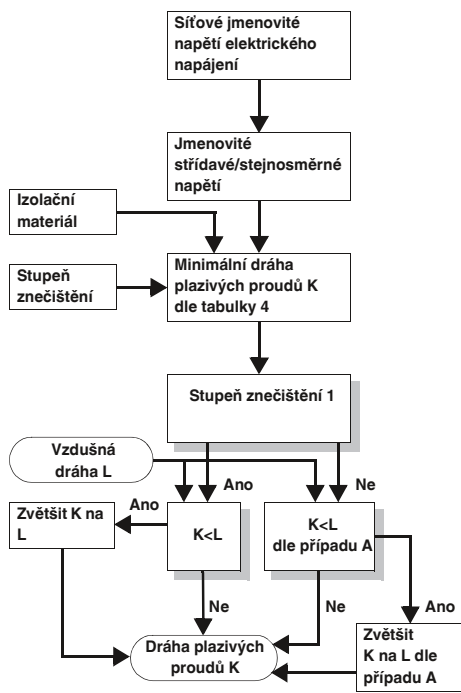 Síťové jmenovité
napětí elektrického
napájení
Jmenovité
střídavé/stejnosměrné
napětí
Izolační
materiál
Stupeň
znečištění
Minimální dráha
plazivých proudů K
dle tabulky 4
Stupeň znečištění 1
Vzdušná
dráha L
Ano
Ne
Zvětšit K na
L
Ano
K<L
K<L
dle případu A
Ne
Ne
Ano
Dráha plazivých
proudů K
Zvětšit
K na L dle
případu A